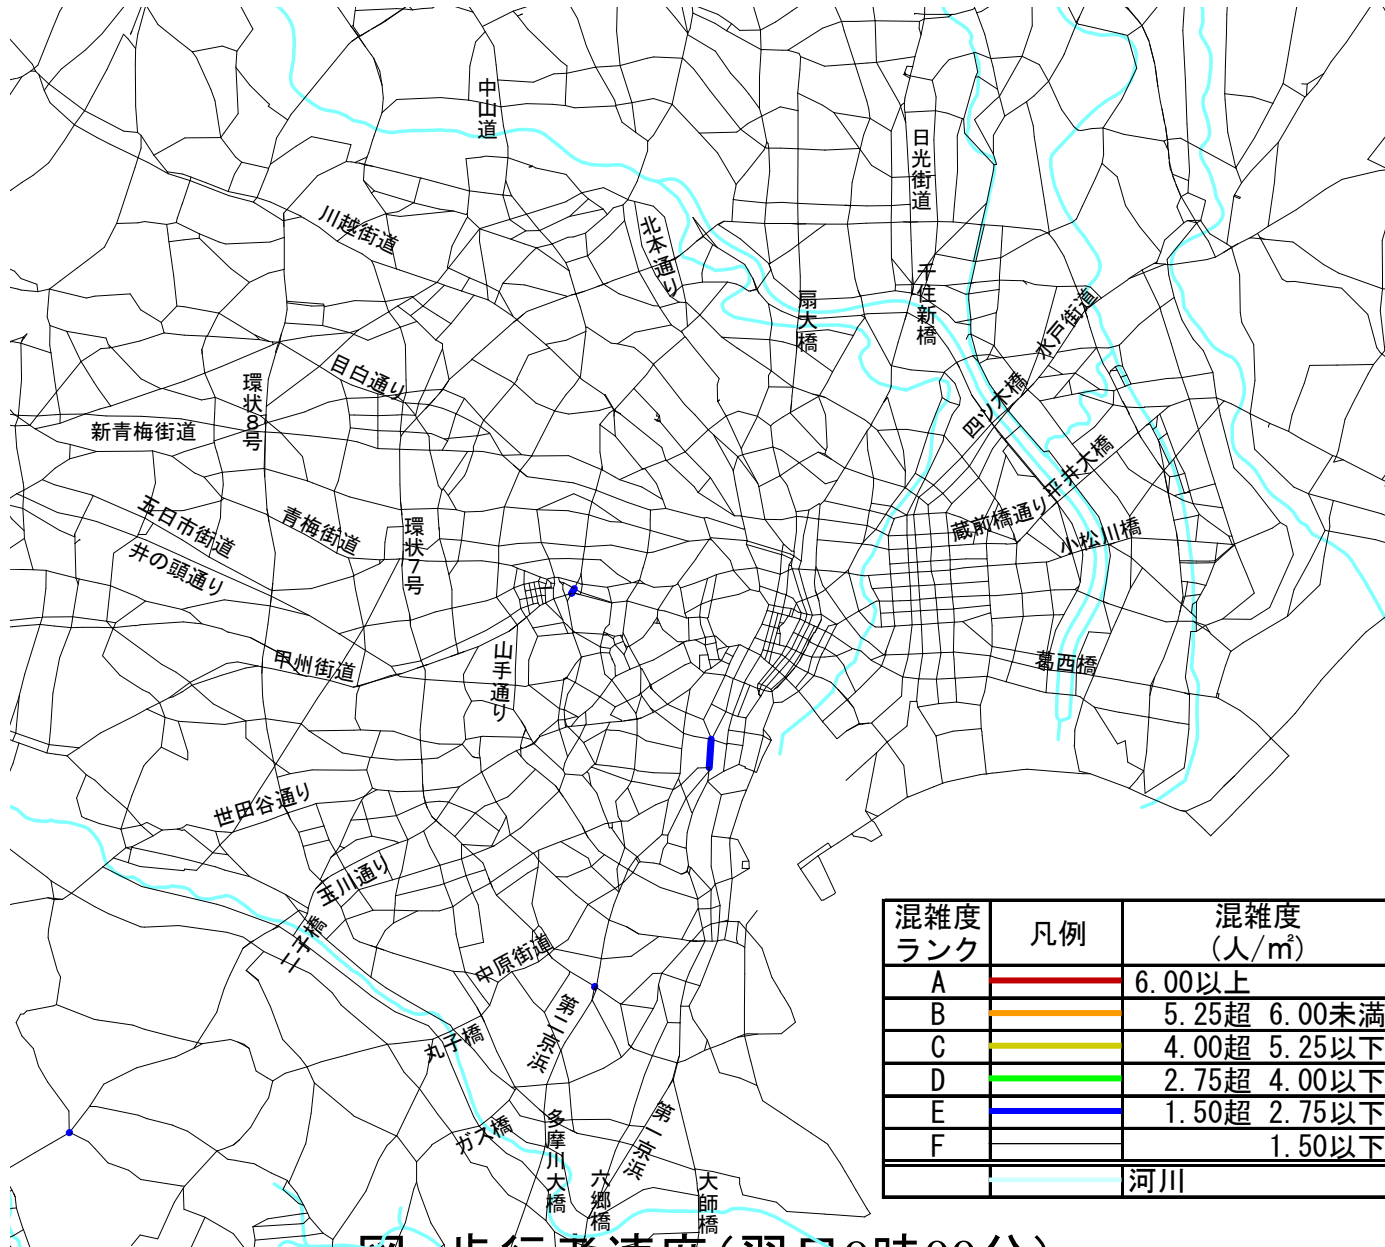 中山道
日光街道
川越街道
北本通り
千住新橋
扇大橋
水戸街道
目白通り
環状8号
四ツ木橋
新青梅街道
平井大橋
五日市街道
青梅街道
環状7号
蔵前橋通り
小松川橋
井の頭通り
甲州街道
山手通り
葛西橋
世田谷通り
玉川通り
二子橋
中原街道
第二京浜
丸子橋
ガス橋
多摩川大橋
第一京浜
六郷橋
大師橋
混雑度ランク 凡例 混雑度(人/㎡)
A 6.00以上
B 5.25超 6.00未満
C 4.00超 5.25以下
D 2.75超 4.00以下
E 1.50超 2.75以下
F 1.50以下
河川